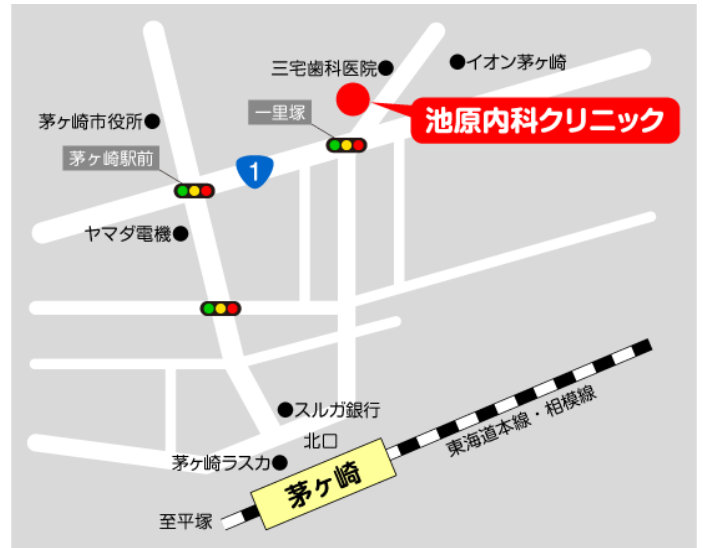 三宅歯科医院
イオン茅ヶ崎
池原内科クリニック
茅ヶ崎市役所
一里塚
茅ヶ崎駅前
1
ヤマダ電機
スルガ銀行
北口
茅ヶ崎ラスカ
茅ヶ崎
東海道本線・相模線
至平塚